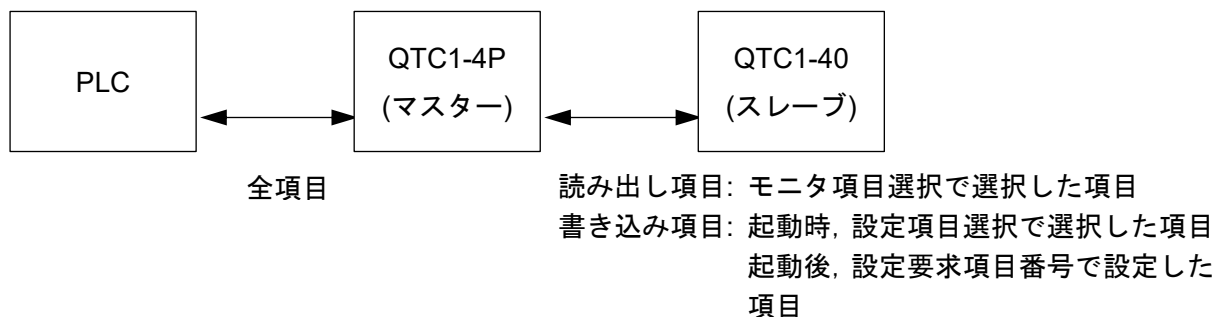 PLC
QTC1-4P
(マスター)
QTC1-40
(スレーブ)
全項目
読み出し項目: モニタ項目選択で選択した項目
書き込み項目: 起動時, 設定項目選択で選択した項目
起動後, 設定要求項目番号で設定した
項目